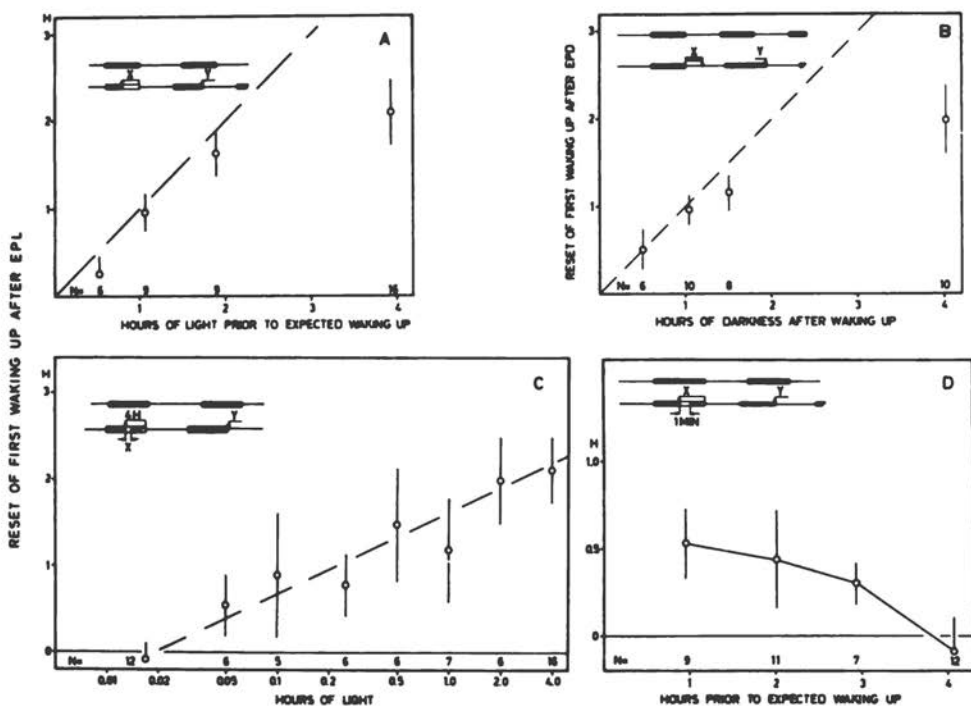 RESET OF FIRST WAKING UP AFTER EPL
H
A
X
Y
3
2
1
N= 6 9 9 16
1 2 3 4
HOURS OF LIGHT PRIOR TO EXPECTED WAKING UP
RESET OF FIRST WAKING UP AFTER EPD
B
X
Y
3
2
1
N= 6 10 8 10
1 2 3 4
HOURS OF DARKNESS AFTER WAKING UP
H
C
4H
X
Y
3
2
1
0
N= 12 6 5 6 6 7 6 16
0.01 0.02 0.05 0.1 0.2 0.5 1.0 2.0 4.0
HOURS OF LIGHT
D
X
Y
1MIN
H
1.0
0.5
0
N= 9 11 7 12
1 2 3 4
HOURS PRIOR TO EXPECTED WAKING UP